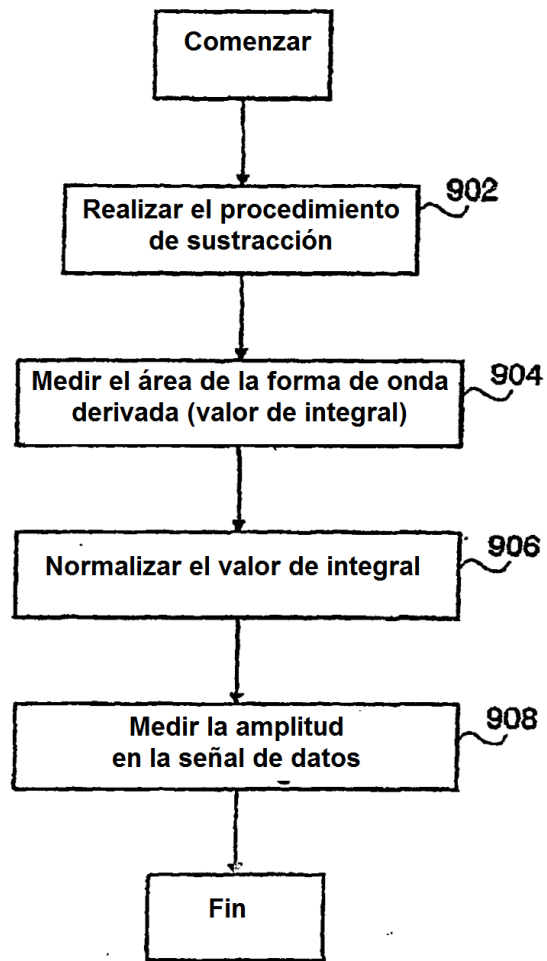 Comenzar
902
Realizar el procedimiento
de sustracción
904
Medir el área de la forma de onda
derivada (valor de integral)
906
Normalizar el valor de integral
908
Medir la amplitud
en la señal de datos
Fin